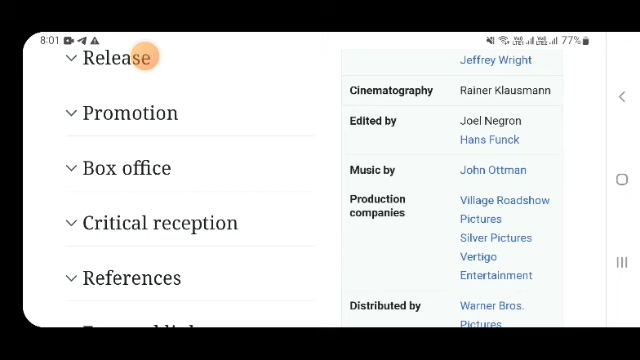 8:01
77%
Release
Promotion
Box office
Critical reception
References
Jeffrey Wright
Cinematography Rainer Klausmann
Edited by Joel Negron
Hans Funck
Music by John Ottman
Production companies Village Roadshow
Pictures
Silver Pictures
Vertigo
Entertainment
Distributed by Warner Bros.
Pictures